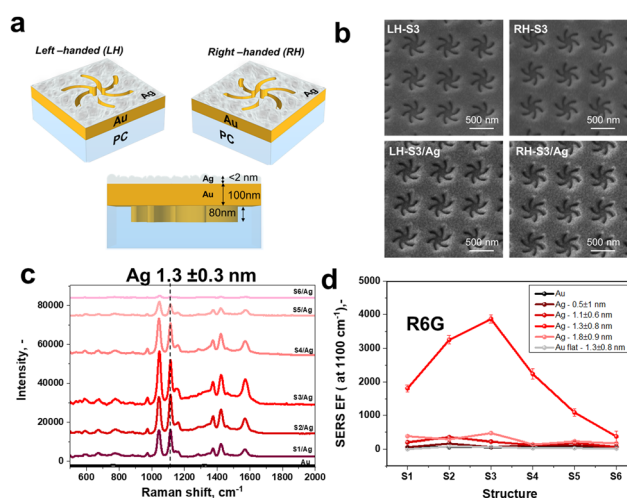 a
Left –handed (LH)
Right –handed (RH)
Ag
Au
PC
Ag
Au
PC
Ag
<2 nm
Au
100nm
80nm
b
LH-S3
500 nm
RH-S3
500 nm
LH-S3/Ag
500 nm
RH-S3/Ag
500 nm
c
Ag 1.3 ±0.3 nm
Intensity, -
80000
60000
40000
20000
0
S6/Ag
S5/Ag
S4/Ag
S3/Ag
S2/Ag
S1/Ag
Au
600 800 1000 1200 1400 1600 1800 2000
Raman shift, cm-1
d
R6G
SERS EF ( at 1100 cm-1),-
5000
4000
3000
2000
1000
0
Au
Ag - 0.5±1 nm
Ag - 1.1±0.6 nm
Ag - 1.3±0.8 nm
Ag - 1.8±0.9 nm
Au flat - 1.3±0.8 nm
S1 S2 S3 S4 S5 S6
Structure